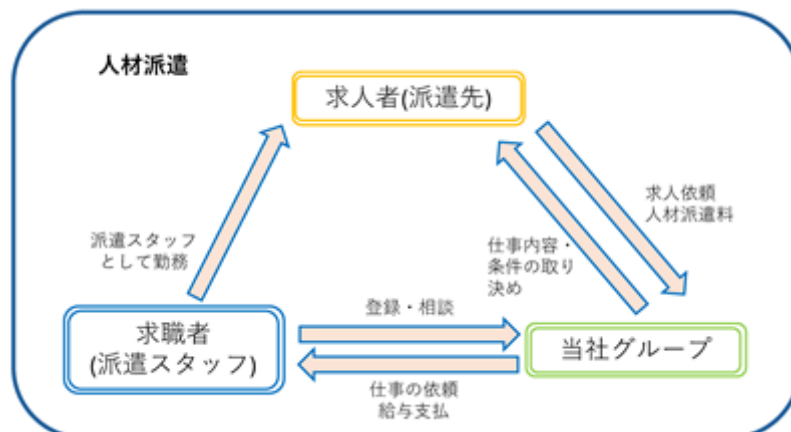 人材派遣
求人者(派遣先)
求人依頼
人材派遣料
派遣スタッフ
として勤務
仕事内容・
条件の取り
決め
登録・相談
求職者
(派遣スタッフ)
当社グループ
仕事の依頼
給与支払